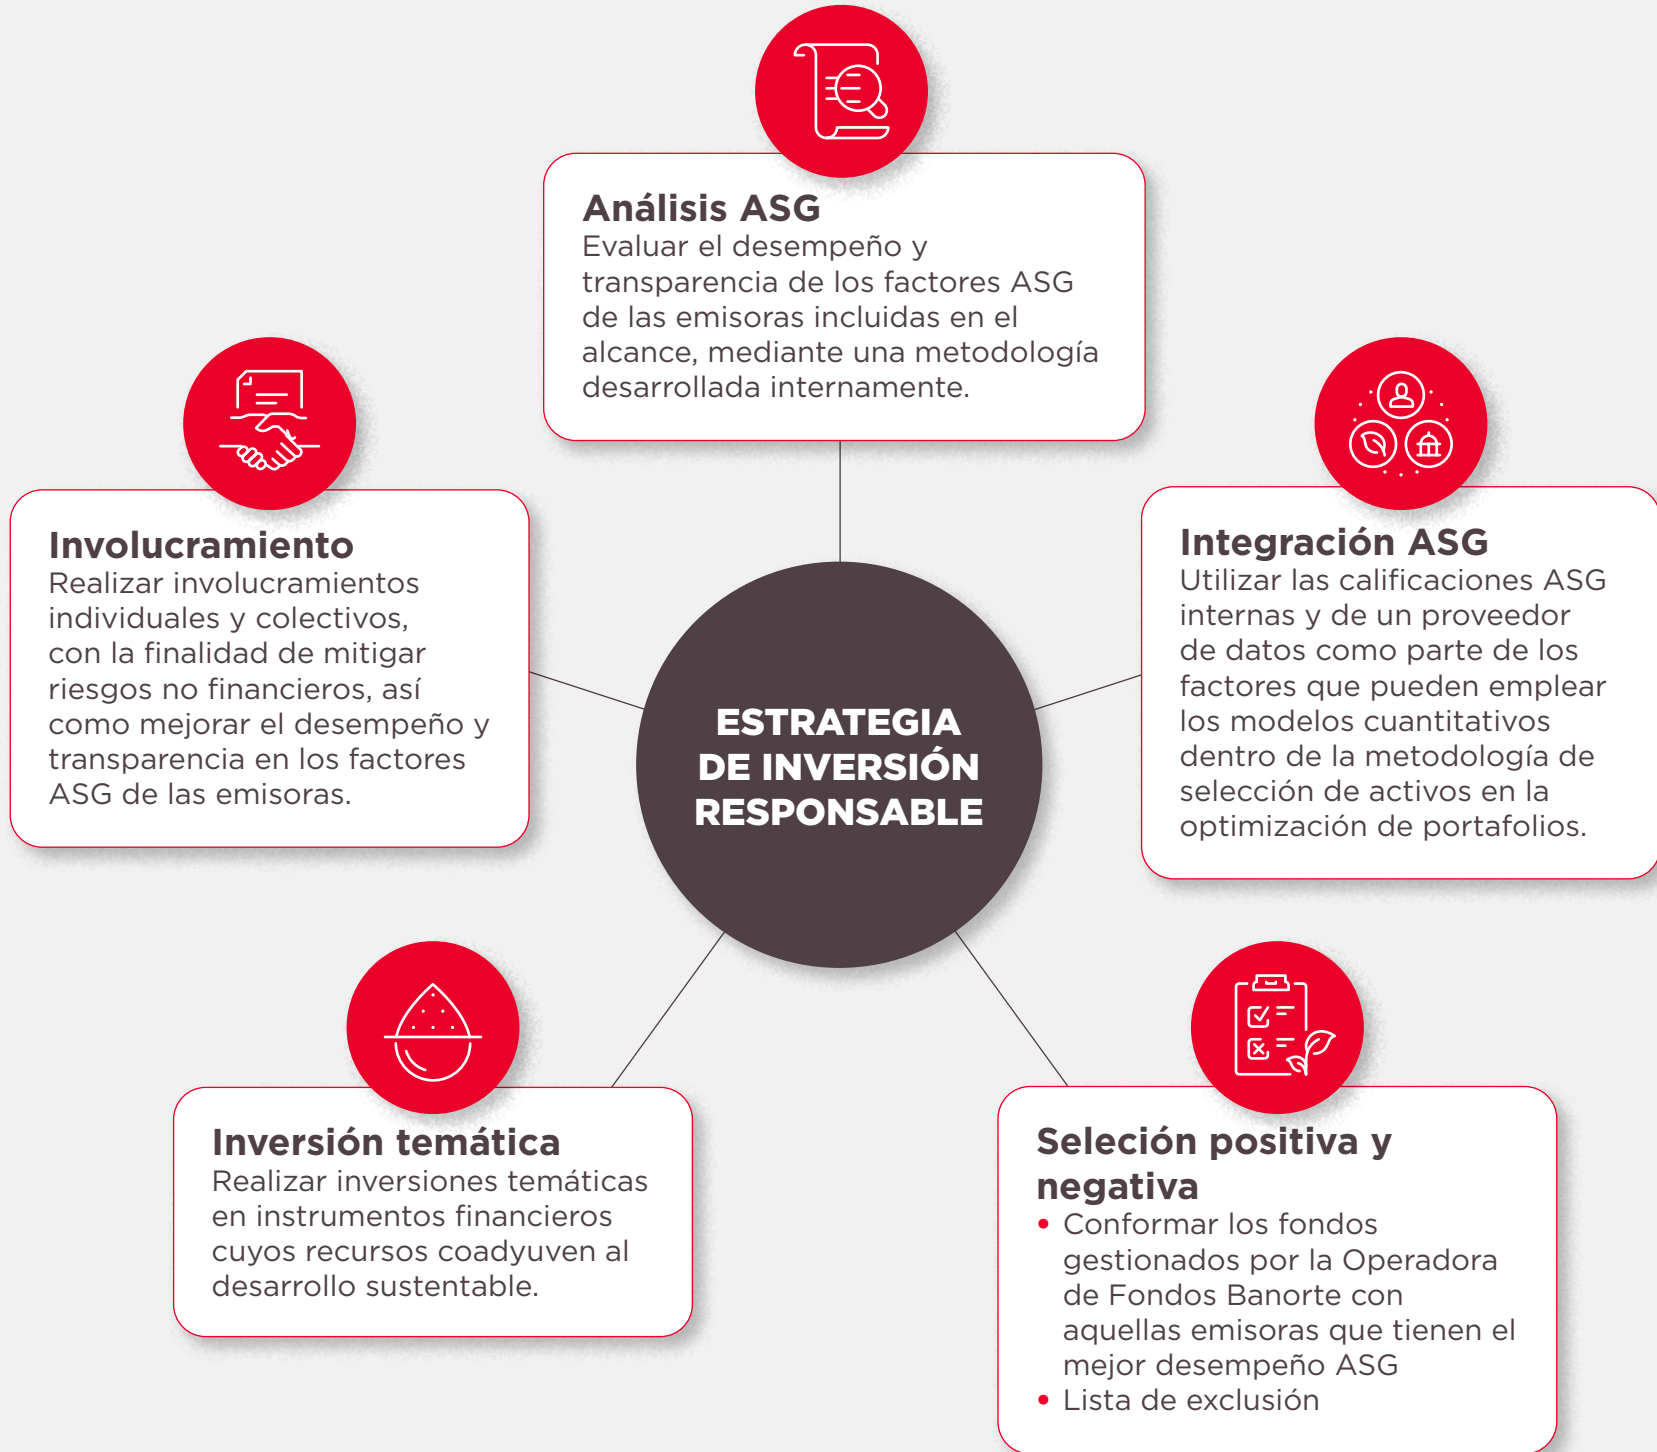 Análisis ASG
Evaluar el desempeño y
transparencia de los factores ASG
de las emisoras incluidas en el
alcance, mediante una metodología
desarrollada internamente.
Involucramiento
Realizar involucramientos
individuales y colectivos,
con la finalidad de mitigar
riesgos no financieros, así
como mejorar el desempeño y
transparencia en los factores
ASG de las emisoras.
Integración ASG
Utilizar las calificaciones ASG
internas y de un proveedor
de datos como parte de los
factores que pueden emplear
los modelos cuantitativos
dentro de la metodología de
selección de activos en la
optimización de portafolios.
ESTRATEGIA
DE INVERSIÓN
RESPONSABLE
Inversión temática
Realizar inversiones temáticas
en instrumentos financieros
cuyos recursos coadyuven al
desarrollo sustentable.
Seleción positiva y
negativa
• Conformar los fondos
gestionados por la Operadora
de Fondos Banorte con
aquellas emisoras que tienen el
mejor desempeño ASG
• Lista de exclusión